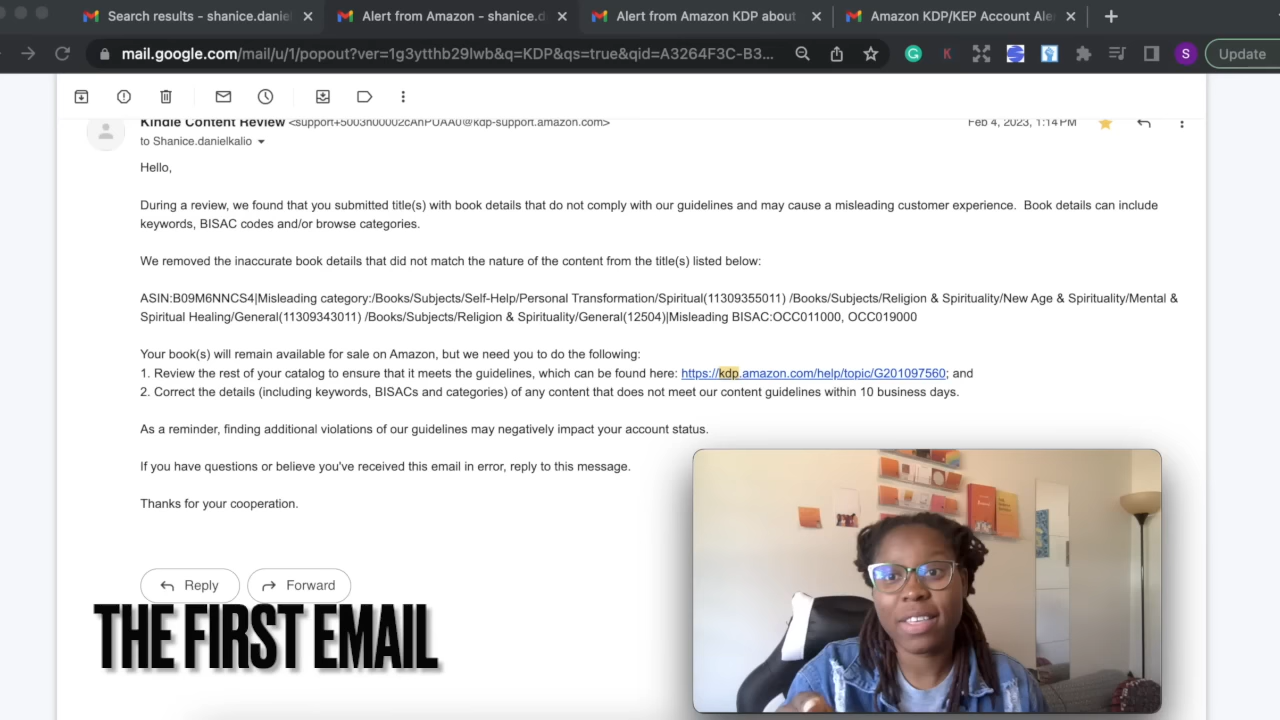 Search results - shanice.daniel
Alert from Amazon - shanice.d
Alert from Amazon KDP about
Amazon KDP/KEP Account Ale
mail.google.com/mail/u/1/popout?ver=1g3ytthb29lwb&q=KDP&qs=true&qid=A3264F3C-B3...
K
S
Update
Kindle Content Review <support+5003n00002cAhPUAA0@kdp-support.amazon.com>
Feb 4, 2023, 1:14 PM
to Shanice.danielkalio
Hello,
During a review, we found that you submitted title(s) with book details that do not comply with our guidelines and may cause a misleading customer experience. Book details can include
keywords, BISAC codes and/or browse categories.
We removed the inaccurate book details that did not match the nature of the content from the title(s) listed below:
ASIN:B09M6NNCS4|Misleading category:/Books/Subjects/Self-Help/Personal Transformation/Spiritual(11309355011) /Books/Subjects/Religion & Spirituality/New Age & Spirituality/Mental &
Spiritual Healing/General(11309343011) /Books/Subjects/Religion & Spirituality/General(12504)|Misleading BISAC:OCC011000, OCC019000
Your book(s) will remain available for sale on Amazon, but we need you to do the following:
1. Review the rest of your catalog to ensure that it meets the guidelines, which can be found here: https://kdp.amazon.com/help/topic/G201097560; and
2. Correct the details (including keywords, BISACs and categories) of any content that does not meet our content guidelines within 10 business days.
As a reminder, finding additional violations of our guidelines may negatively impact your account status.
If you have questions or believe you've received this email in error, reply to this message.
Thanks for your cooperation.
Reply
Forward
THE FIRST EMAIL